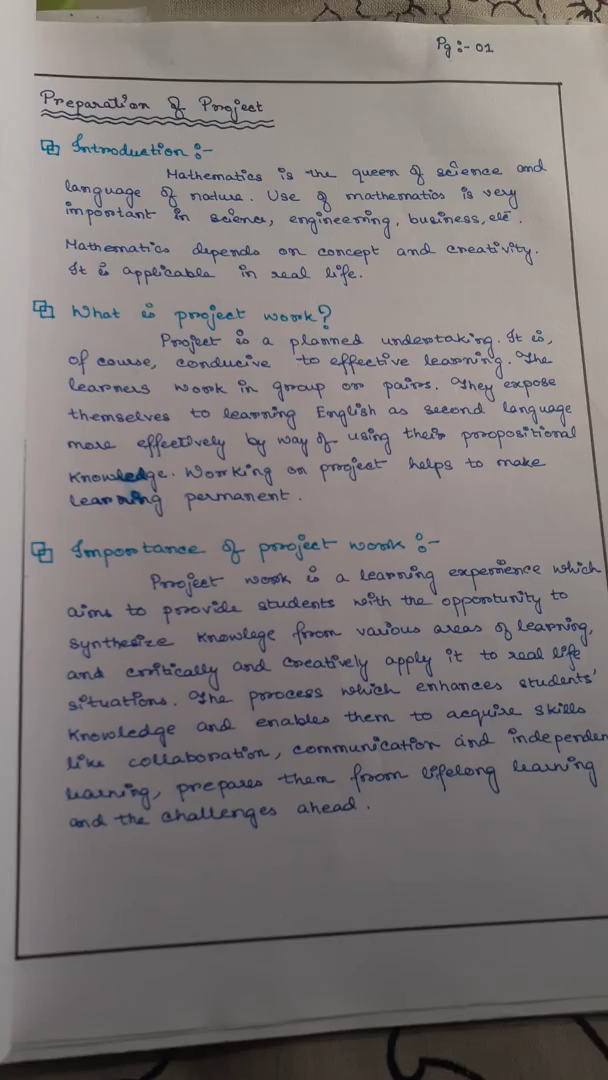 Pg :- 01
Preparation of Project
Introduction :-
Mathematics is the queen of science and
language of nature. Use of mathematics is very
important in science, engineering, business, etc.
Mathematics depends on concept and creativity.
It is applicable in real life.
What is project work?
Project is a planned undertaking. It is,
of course, conducive to effective learning. The
learners work in group or pairs. They expose
themselves to learning English as second language
more effectively by way of using their propositional
knowledge. Working on project helps to make
learning permanent.
Importance of project work :-
Project work is a learning experience which
aims to provide students with the opportunity to
synthesize knowlege from various areas of learning,
and critically and creatively apply it to real life
situations. The process which enhances students'
knowledge and enables them to acquire skills
like collaboration, communication and independen
learning, prepares them from lifelong learning
and the challenges ahead.